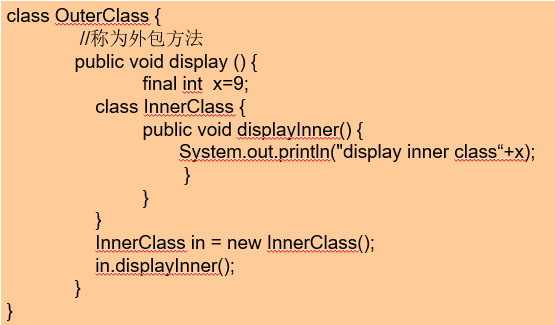 class OuterClass {
//称为外包方法
public void display () {
final int  x=9;
class InnerClass {
public void displayInner() {
System.out.println("display inner class“+x);
}
}
}
InnerClass in = new InnerClass();
in.displayInner();
}
}